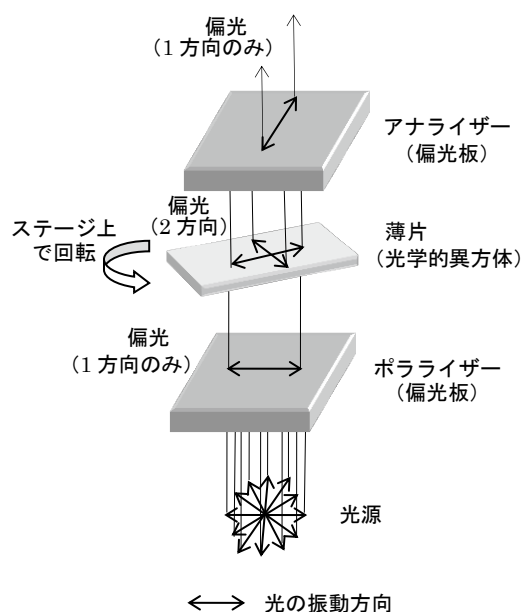 偏光
（1 方向のみ）
アナライザー
（偏光板）
偏光
（2 方向）
ステージ上
で回転
薄片
（光学的異方体）
偏光
（1 方向のみ）
ポラライザー
（偏光板）
光源
光の振動方向